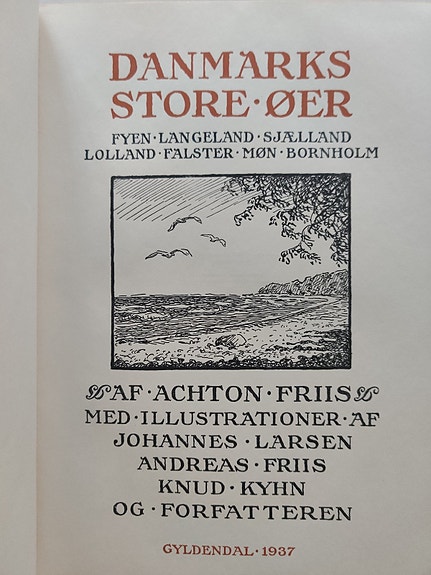 DANMARKS
STORE·ØER
FYEN·LANGELAND·SJÆLLAND
LOLLAND·FALSTER·MØN·BORNHOLM
AF·ACHTON·FRIIS
MED·ILLUSTRATIONER·AF
JOHANNES·LARSEN
ANDREAS·FRIIS
KNUD·KYHN
OG·FORFATTEREN
GYLDENDAL·1937